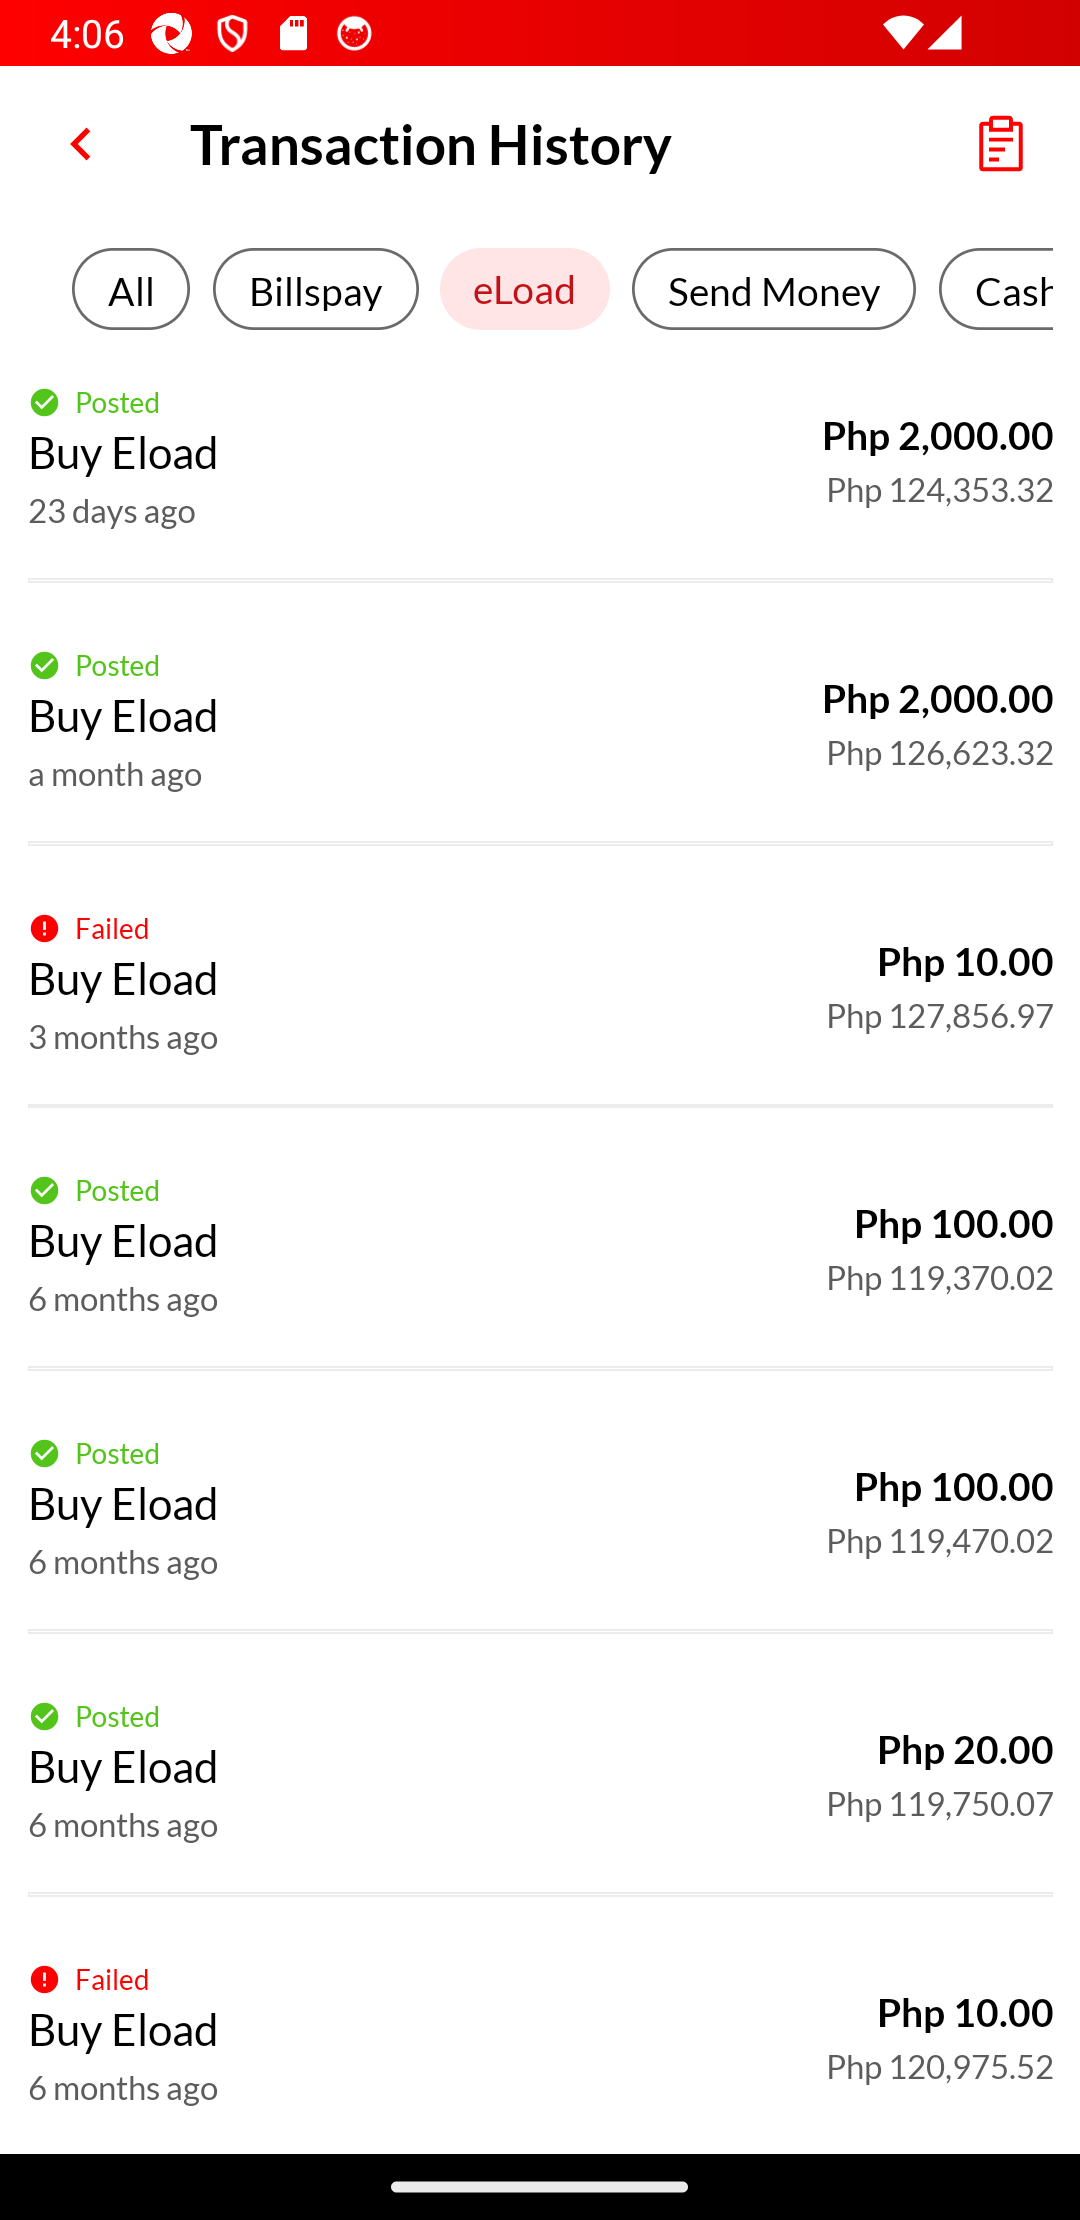 4:06
Transaction History
All
Billspay
eLoad
Send Money
Cash
Posted
Buy Eload
23 days ago
Php 2,000.00
Php 124,353.32
Posted
Buy Eload
a month ago
Php 2,000.00
Php 126,623.32
Failed
Buy Eload
3 months ago
Php 10.00
Php 127,856.97
Posted
Buy Eload
6 months ago
Php 100.00
Php 119,370.02
Posted
Buy Eload
6 months ago
Php 100.00
Php 119,470.02
Posted
Buy Eload
6 months ago
Php 20.00
Php 119,750.07
Failed
Buy Eload
6 months ago
Php 10.00
Php 120,975.52